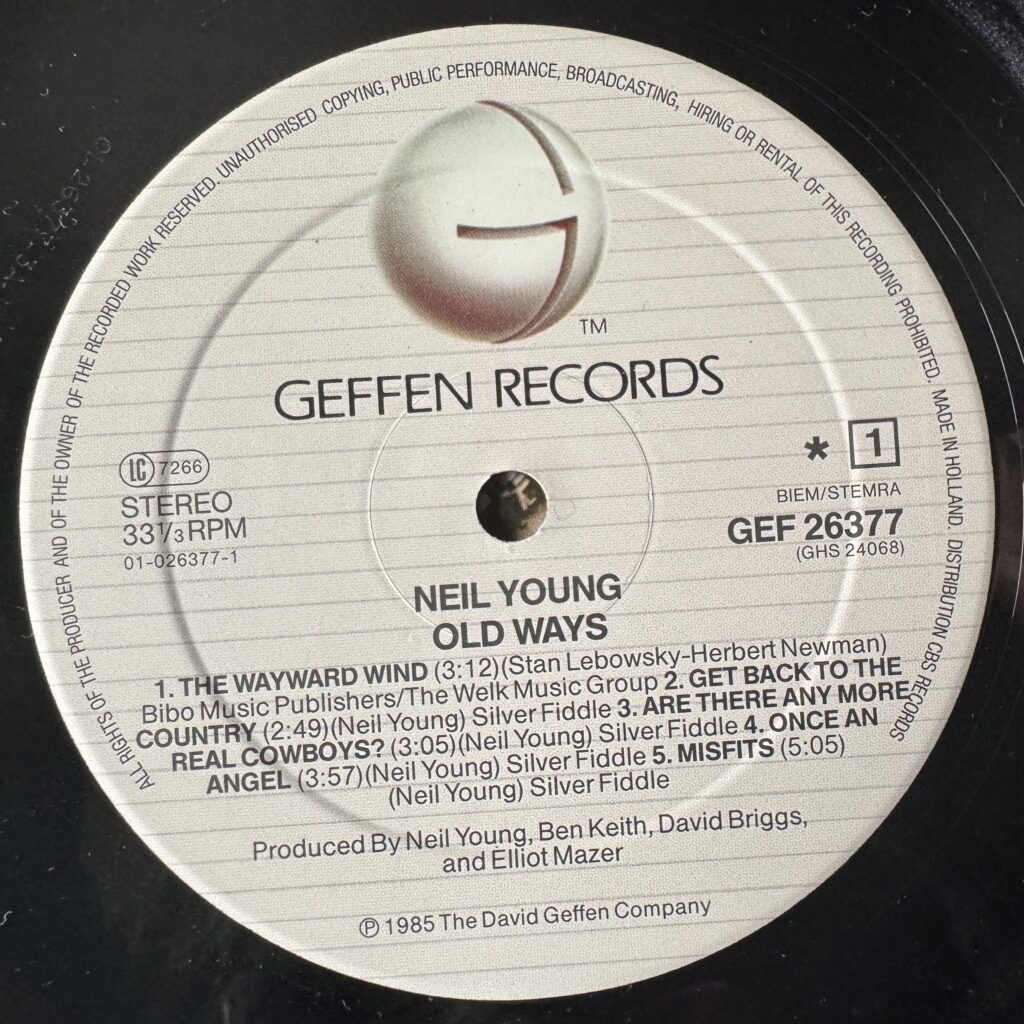 ALL RIGHTS OF THE PRODUCER AND OF THE OWNER OF THE RECORDED WORK RESERVED. UNAUTHORISED COPYING, PUBLIC PERFORMANCE, BROADCASTING, HIRING OR RENTAL OF THIS RECORDING PROHIBITED. MADE IN HOLLAND. DISTRIBUTION CBS RECORDS
TM
GEFFEN RECORDS
LC 7266
STEREO
33 1/3 RPM
01-026377-1
* 1
BIEM/STEMRA
GEF 26377
(GHS 24068)
NEIL YOUNG
OLD WAYS
1. THE WAYWARD WIND (3:12)(Stan Lebowsky-Herbert Newman)
Bibo Music Publishers/The Welk Music Group 2. GET BACK TO THE
COUNTRY (2:49)(Neil Young) Silver Fiddle 3. ARE THERE ANY MORE
REAL COWBOYS? (3:05)(Neil Young) Silver Fiddle 4. ONCE AN
ANGEL (3:57)(Neil Young) Silver Fiddle 5. MISFITS (5:05)
(Neil Young) Silver Fiddle
Produced By Neil Young, Ben Keith, David Briggs,
and Elliot Mazer
℗ 1985 The David Geffen Company